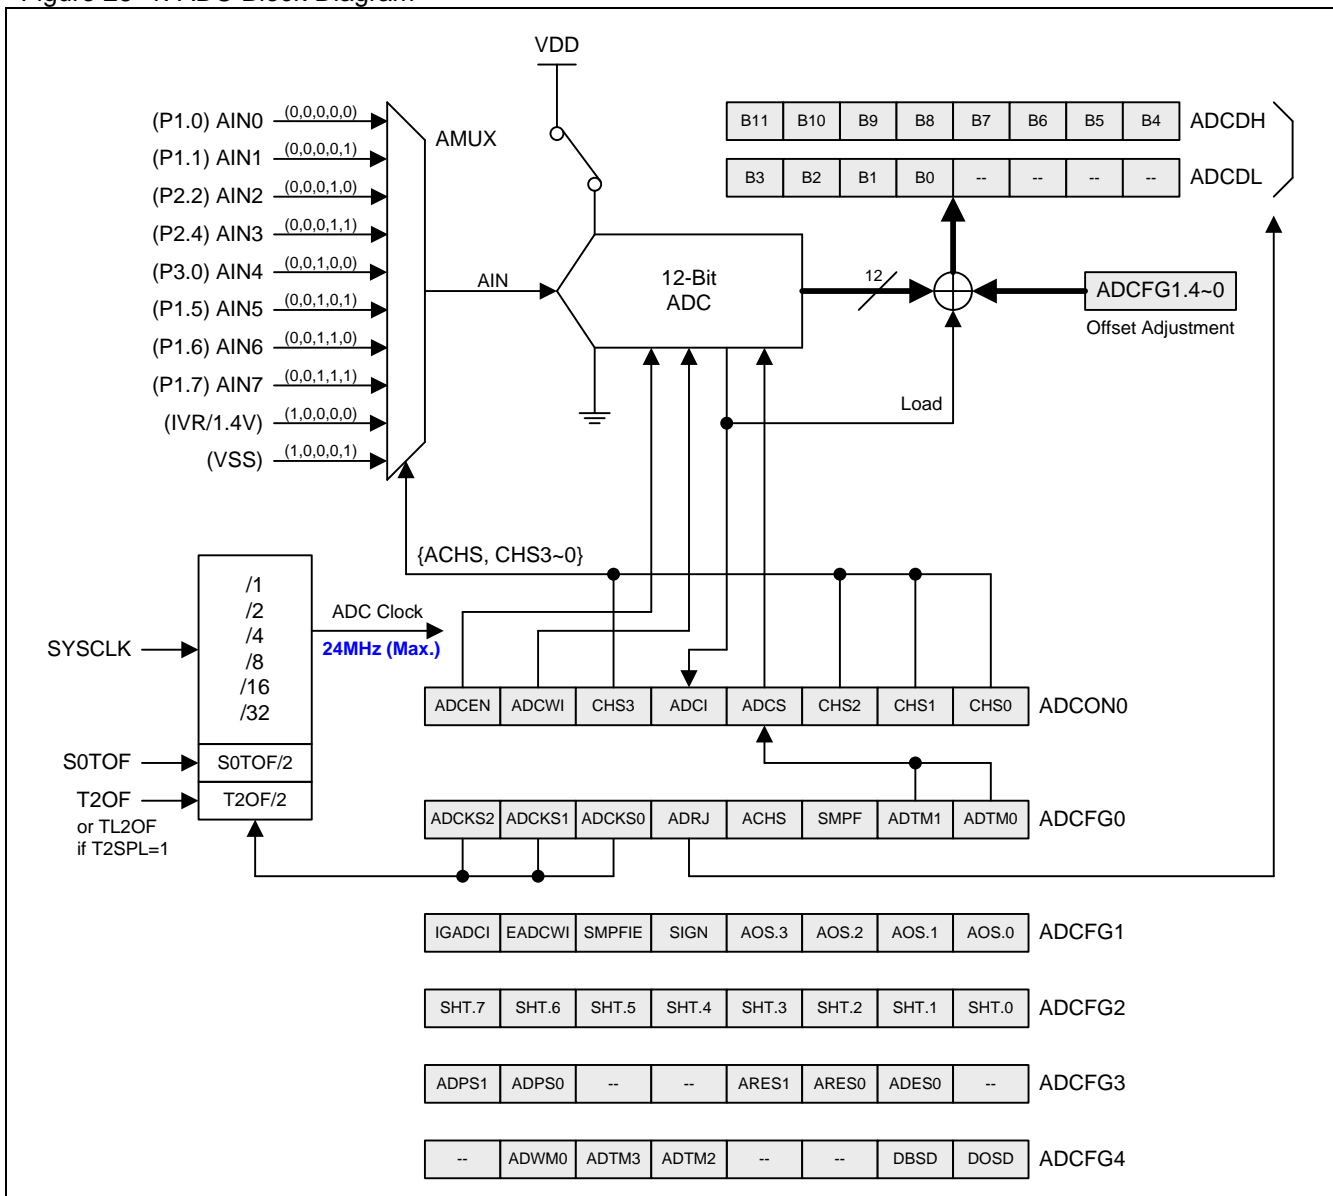 Figure
ADC Block Diagram
VDD
(P1.0) AIN0 (0,0,0,0,0)
(P1.1) AIN1 (0,0,0,0,1)
(P2.2) AIN2 (0,0,0,1,0)
(P2.4) AIN3 (0,0,0,1,1)
(P3.0) AIN4 (0,0,1,0,0)
(P1.5) AIN5 (0,0,1,0,1)
(P1.6) AIN6 (0,0,1,1,0)
(P1.7) AIN7 (0,0,1,1,1)
(IVR/1.4V) (1,0,0,0,0)
(VSS) (1,0,0,0,1)
AMUX
AIN
12-Bit
ADC
12
B11 B10 B9 B8 B7 B6 B5 B4 ADCDH
B3 B2 B1 B0 -- -- -- -- ADCDL
ADCFG1.4~0
Offset Adjustment
Load
{ACHS, CHS3~0}
SYSCLK
/1
/2
/4
/8
/16
/32
ADC Clock
24MHz (Max.)
S0TOF
S0TOF/2
T2OF
T2OF/2
or TL2OF
if T2SPL=1
ADCEN ADCWI CHS3 ADCI ADCS CHS2 CHS1 CHS0 ADCON0
ADCKS2 ADCKS1 ADCKS0 ADRJ ACHS SMPF ADTM1 ADTM0 ADCFG0
IGADCI EADCWI SMPFIE SIGN AOS.3 AOS.2 AOS.1 AOS.0 ADCFG1
SHT.7 SHT.6 SHT.5 SHT.4 SHT.3 SHT.2 SHT.1 SHT.0 ADCFG2
ADPS1 ADPS0 -- -- ARES1 ARES0 ADES0 -- ADCFG3
-- ADWM0 ADTM3 ADTM2 -- -- DBSD DOSD ADCFG4